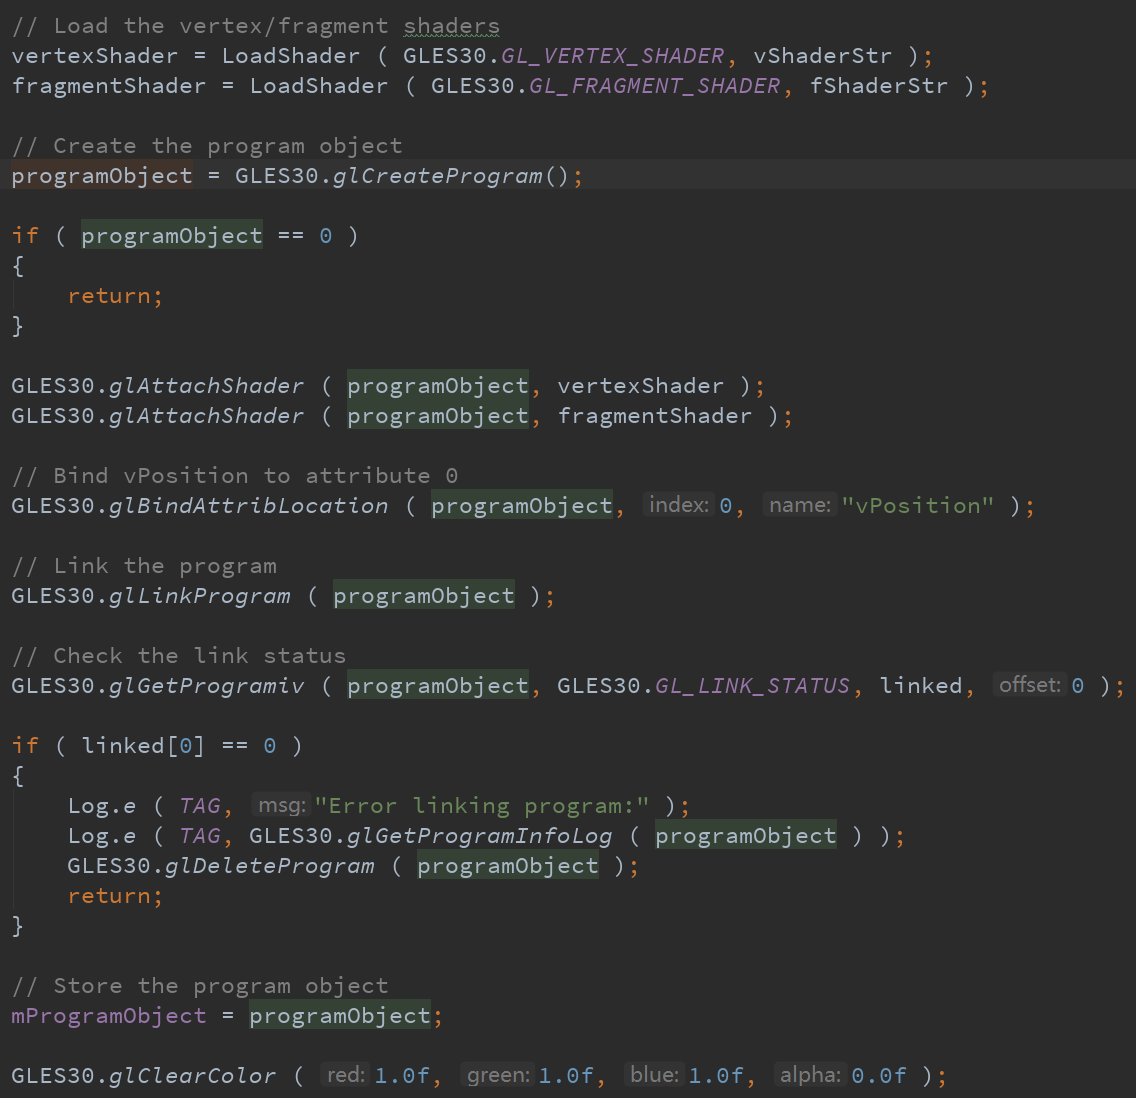 // Load the vertex/fragment shaders
vertexShader = LoadShader ( GLES30.GL_VERTEX_SHADER, vShaderStr );
fragmentShader = LoadShader ( GLES30.GL_FRAGMENT_SHADER, fShaderStr );
// Create the program object
programObject = GLES30.glCreateProgram();
if ( programObject == 0 )
{
return;
}
GLES30.glAttachShader ( programObject, vertexShader );
GLES30.glAttachShader ( programObject, fragmentShader );
// Bind vPosition to attribute 0
GLES30.glBindAttribLocation ( programObject, index: 0, name: "vPosition" );
// Link the program
GLES30.glLinkProgram ( programObject );
// Check the link status
GLES30.glGetProgramiv ( programObject, GLES30.GL_LINK_STATUS, linked, offset: 0 );
if ( linked[0] == 0 )
{
Log.e ( TAG, msg: "Error linking program:" );
Log.e ( TAG, GLES30.glGetProgramInfoLog ( programObject ) );
GLES30.glDeleteProgram ( programObject );
return;
}
// Store the program object
mProgramObject = programObject;
GLES30.glClearColor ( red: 1.0f, green: 1.0f, blue: 1.0f, alpha: 0.0f );